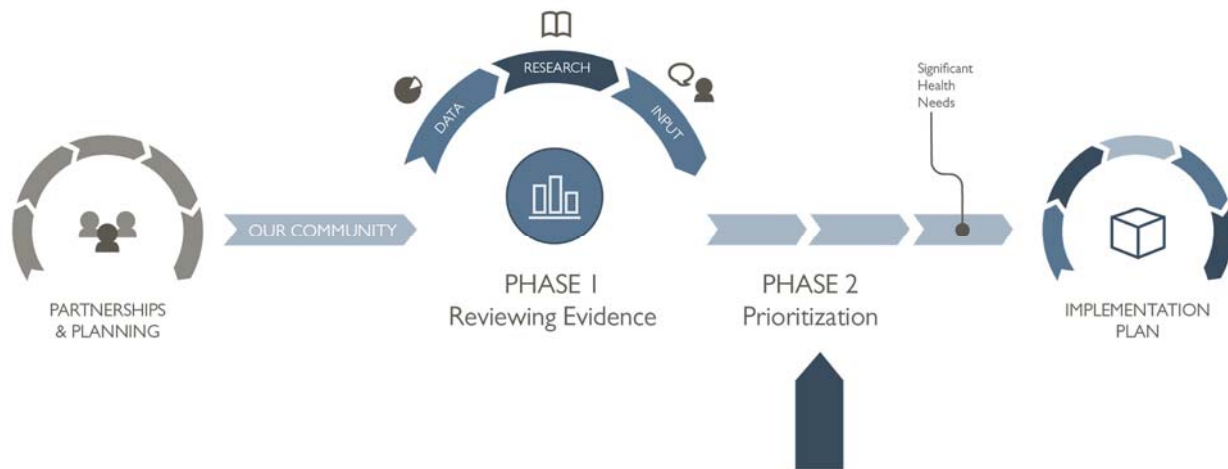 RESEARCH
DATA
INPUT
Significant
Health
Needs
OUR COMMUNITY
PHASE 1
Reviewing Evidence
PHASE 2
Prioritization
PARTNERSHIPS
& PLANNING
IMPLEMENTATION
PLAN